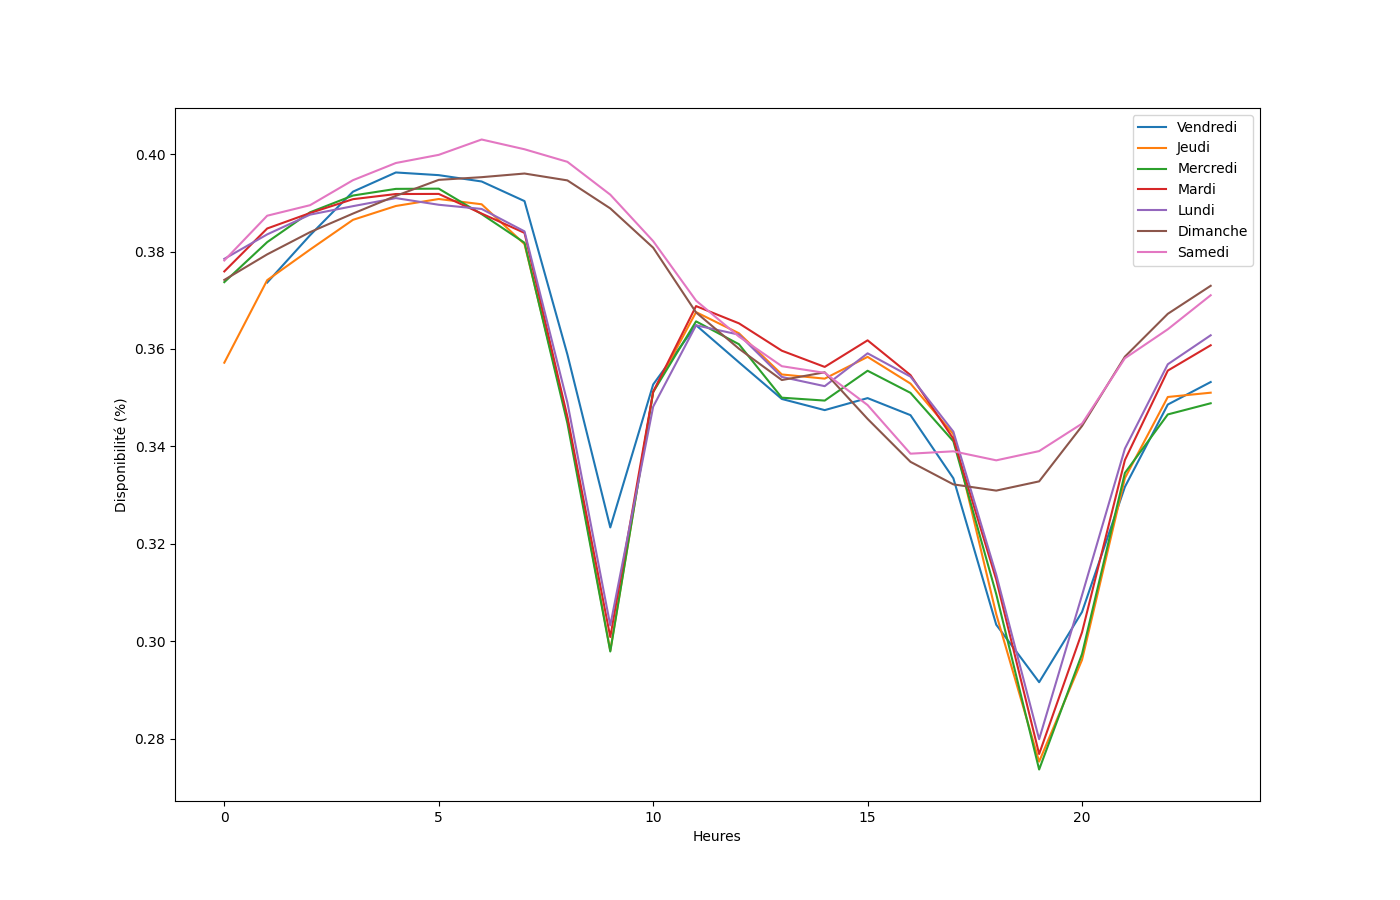 Vendredi
Jeudi
Mercredi
Mardi
Lundi
Dimanche
Samedi
0.40
0.38
0.36
0.34
0.32
0.30
0.28
Disponibilité (%)
0 5 10 15 20
Heures